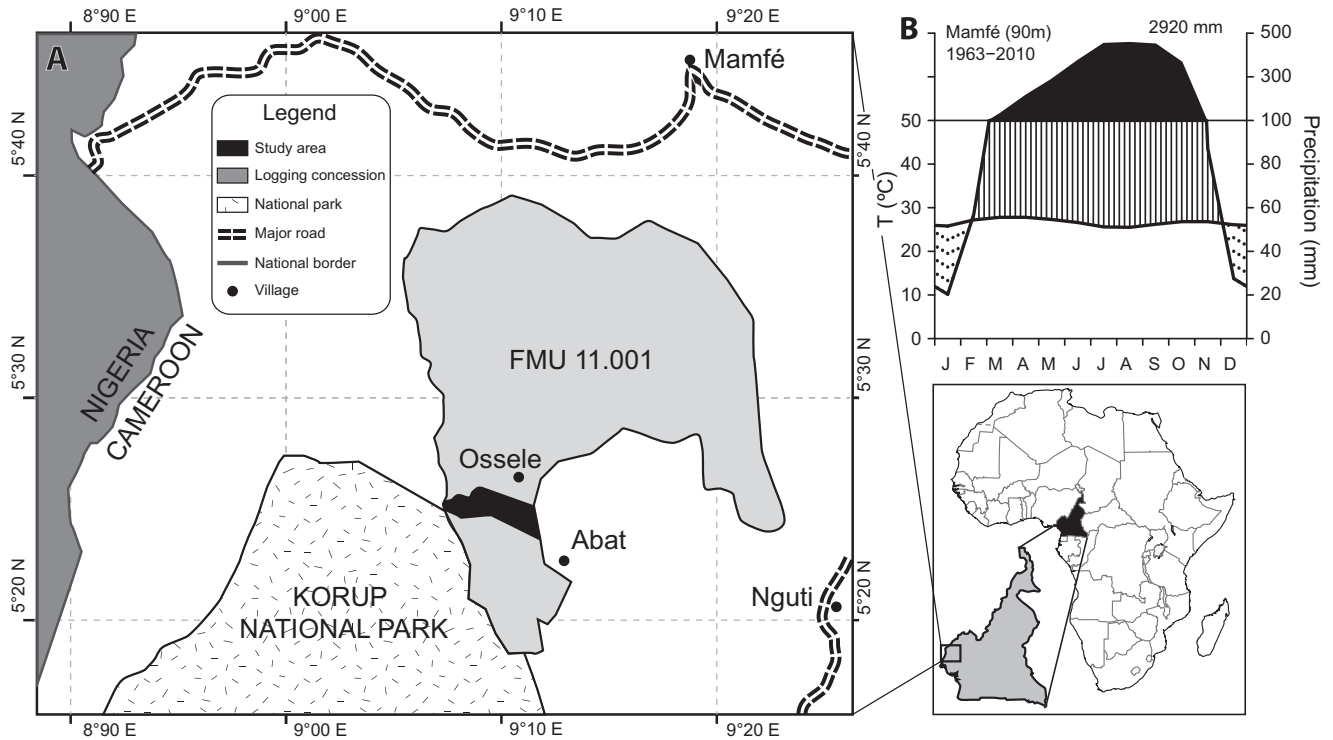 8°90 E
9°00 E
9°10 E
9°20 E
A
Mamfé
5°40 N
5°40 N
Legend
Study area
Logging concession
National park
Major road
National border
Village
NIGERIA
CAMEROON
FMU 11.001
5°30 N
5°30 N
Ossele
Abat
5°20 N
5°20 N
KORUP
NATIONAL PARK
Nguti
8°90 E
9°00 E
9°10 E
9°20 E
B
Mamfé (90m)
1963–2010
2920 mm
500
300
50
100
40
80
30
60
20
40
10
20
0
0
T (ºC)
Precipitation (mm)
J F M A M J J A S O N D